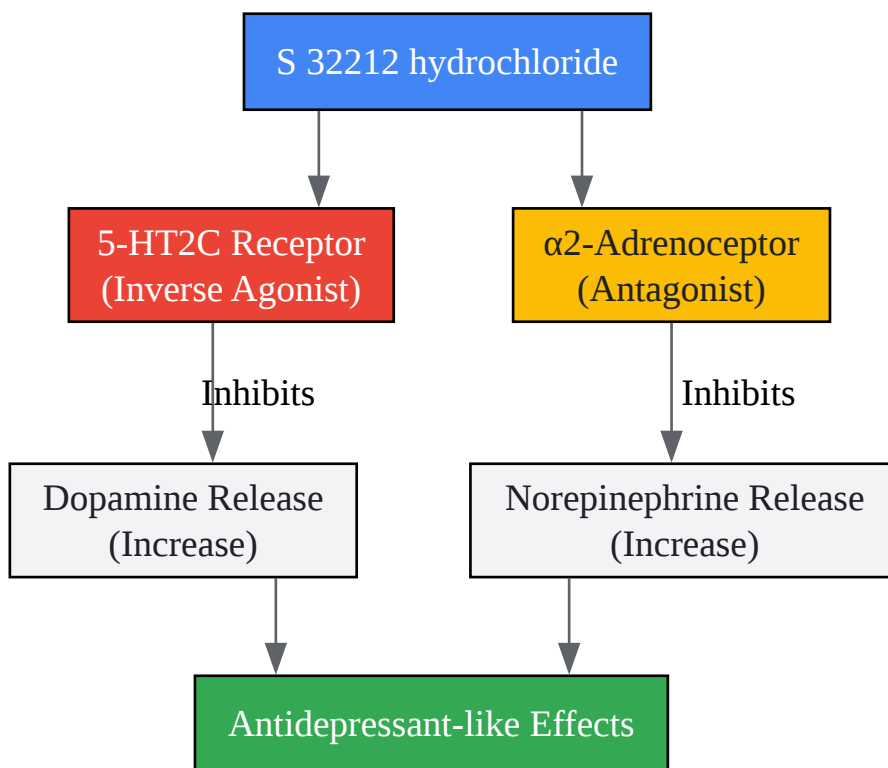 S 32212 hydrochloride
5-HT2C Receptor
(Inverse Agonist)
α2-Adrenoceptor
(Antagonist)
Inhibits
Inhibits
Dopamine Release
(Increase)
Norepinephrine Release
(Increase)
Antidepressant-like Effects